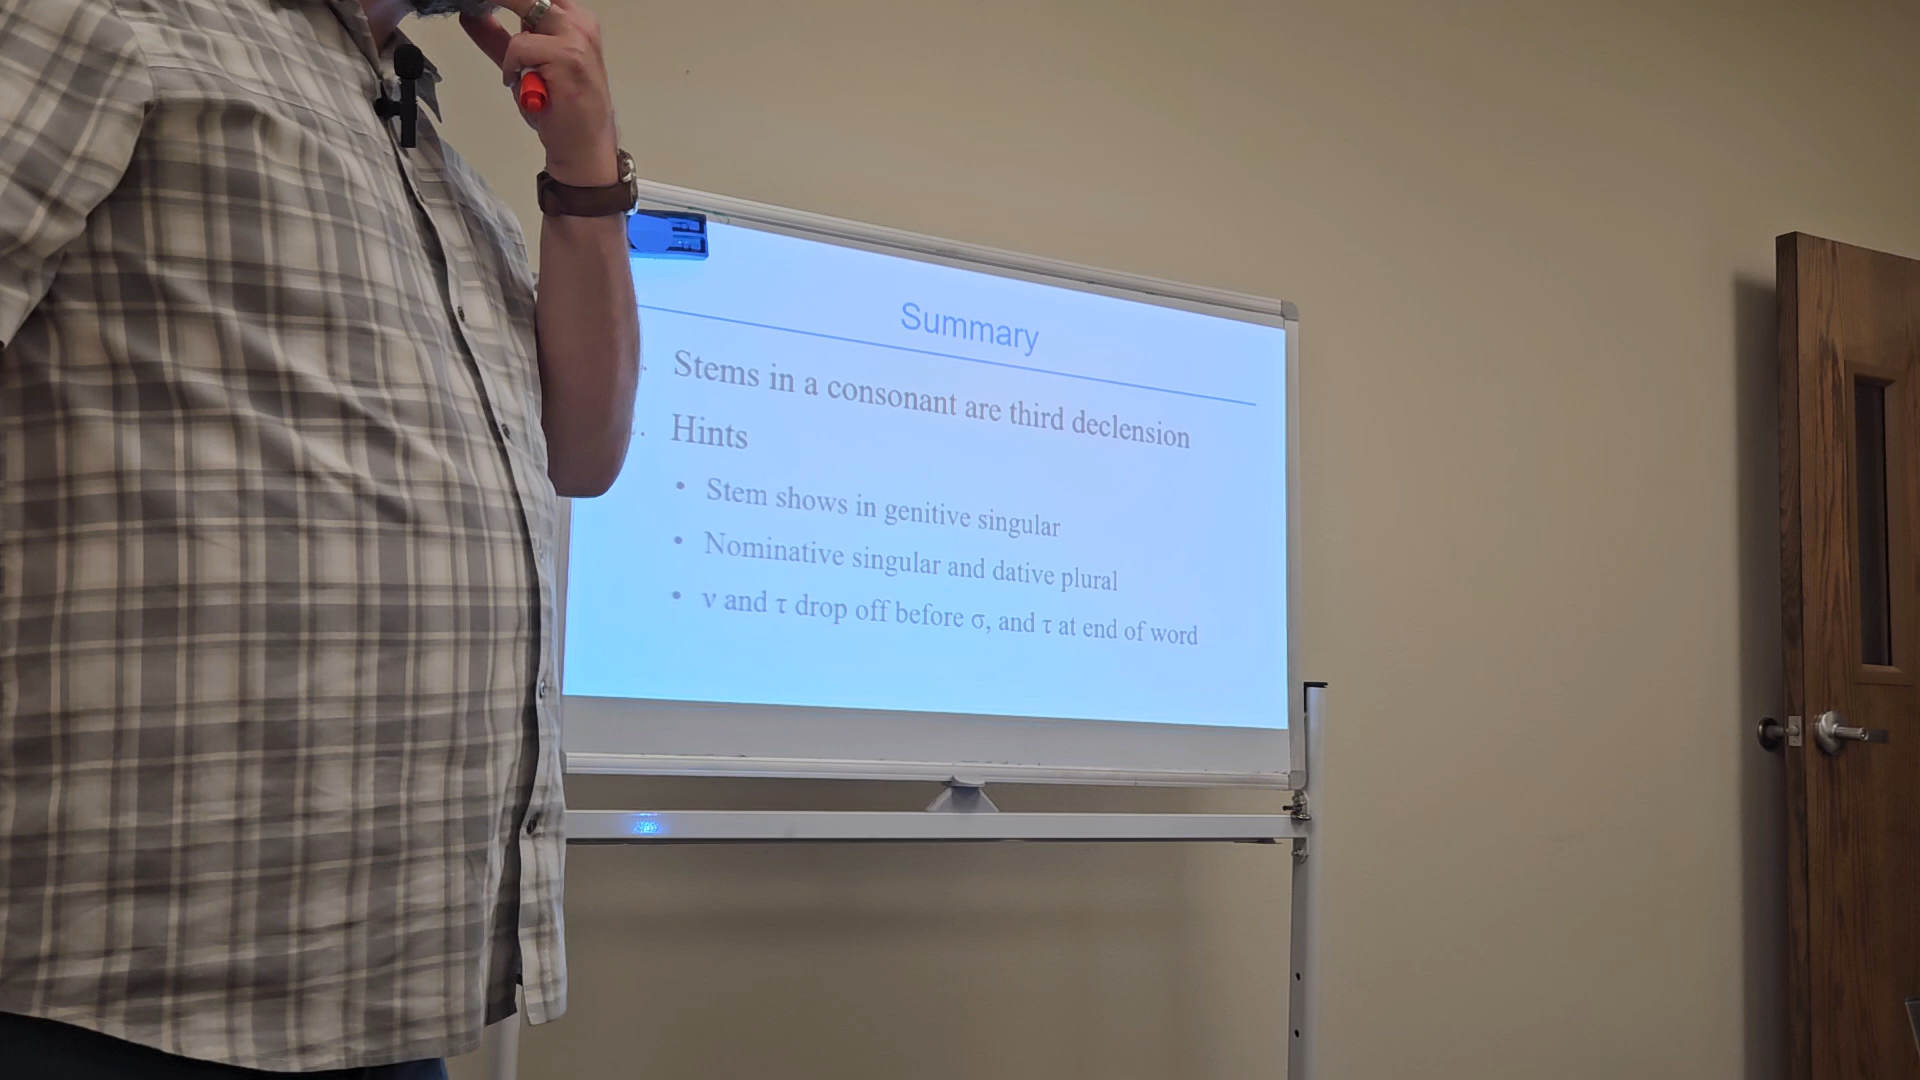 Summary
Stems in a consonant are third declension
. Hints
• Stem shows in genitive singular
• Nominative singular and dative plural
• ν and τ drop off before σ, and τ at end of word